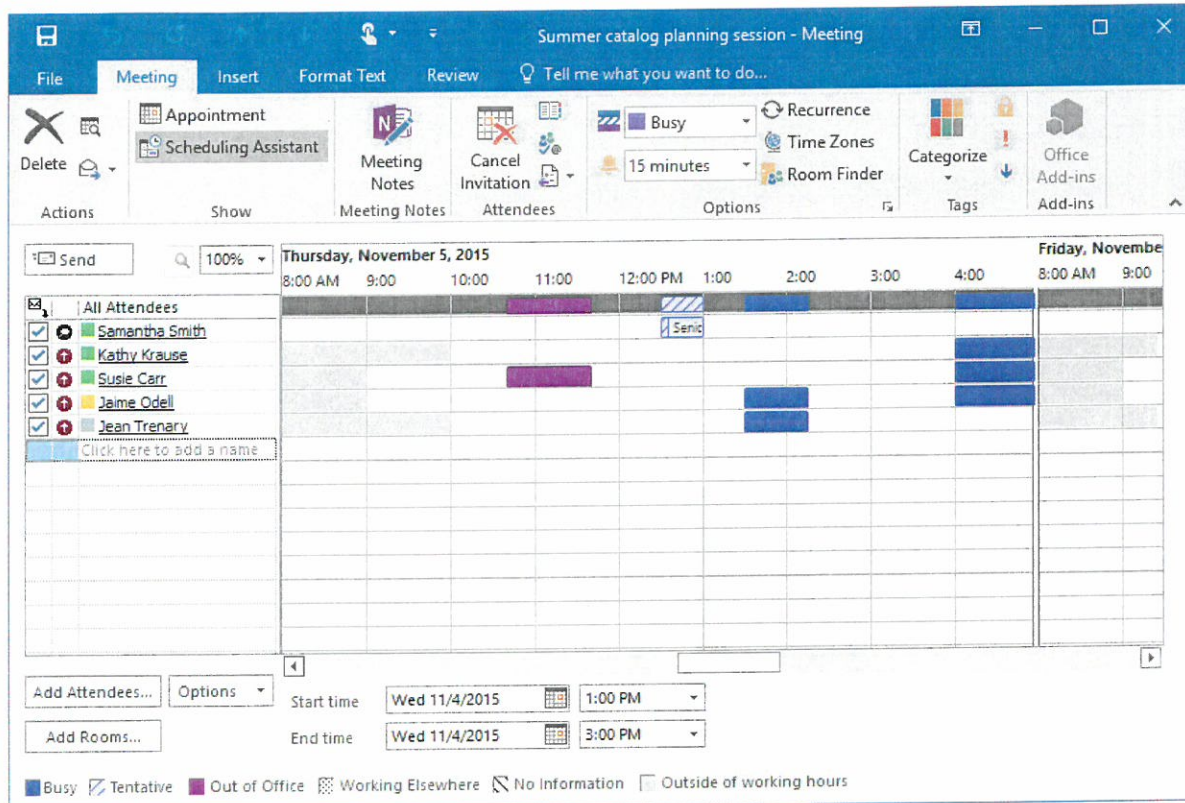 Summer catalog planning session - Meeting
File Meeting Insert Format Text Review Tell me what you want to do...
Delete
Actions
Appointment
Scheduling Assistant
Show
Meeting Notes
Meeting Notes
Cancel Invitation
Attendees
Busy
15 minutes
Recurrence
Time Zones
Room Finder
Options
Categorize
Tags
Office Add-ins
Add-ins
Send 100%
Thursday, November 5, 2015 Friday, Novembe
8:00 AM 9:00 10:00 11:00 12:00 PM 1:00 2:00 3:00 4:00 8:00 AM 9:00
All Attendees
Samantha Smith Senic
Kathy Krause
Susie Carr
Jaime Odell
Jean Trenary
Click here to add a name
Add Attendees... Options
Start time Wed 11/4/2015 1:00 PM
Add Rooms...
End time Wed 11/4/2015 3:00 PM
Busy Tentative Out of Office Working Elsewhere No Information Outside of working hours